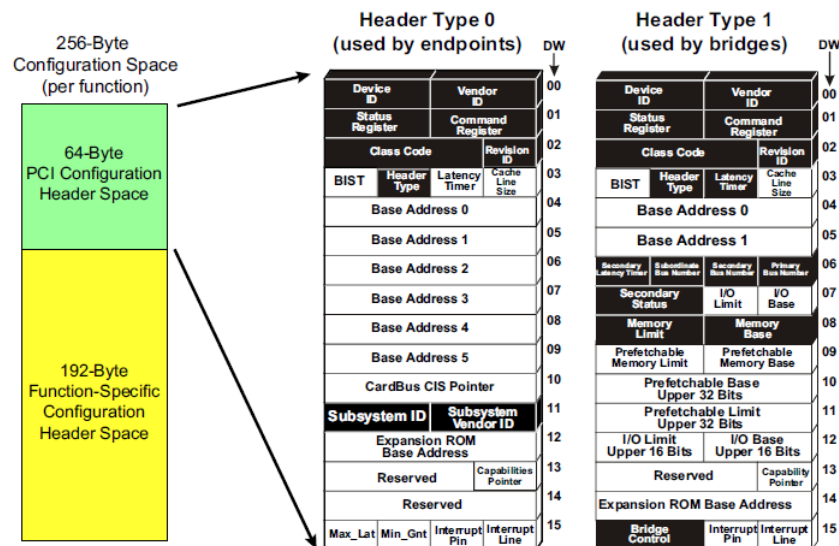 256-Byte
Configuration Space
(per function)
64-Byte
PCI Configuration
Header Space
192-Byte
Function-Specific
Configuration
Header Space
Header Type 0
(used by endpoints)
DW
Device
ID
Vendor
ID
00
Status
Register
Command
Register
01
Class Code
Revision
ID
02
BIST
Header
Type
Latency
Timer
Cache
Line
Size
03
Base Address 0
04
Base Address 1
05
Base Address 2
06
Base Address 3
07
Base Address 4
08
Base Address 5
09
CardBus CIS Pointer
10
Subsystem ID
Subsystem
Vendor ID
11
Expansion ROM
Base Address
12
Reserved
Capabilities
Pointer
13
Reserved
14
Max_Lat
Min_Gnt
Interrupt
Pin
Interrupt
Line
15
Header Type 1
(used by bridges)
DW
Device
ID
Vendor
ID
00
Status
Register
Command
Register
01
Class Code
Revision
ID
02
BIST
Header
Type
Latency
Timer
Cache
Line
Size
03
Base Address 0
04
Base Address 1
05
Secondary
Latency Timer
Subordinate
Bus Number
Secondary
Bus Number
Primary
Bus Number
06
Secondary
Status
I/O
Limit
I/O
Base
07
Memory
Limit
Memory
Base
08
Prefetchable
Memory Limit
Prefetchable
Memory Base
09
Prefetchable Base
Upper 32 Bits
10
Prefetchable Limit
Upper 32 Bits
11
I/O Limit
Upper 16 Bits
I/O Base
Upper 16 Bits
12
Reserved
Capability
Pointer
13
Expansion ROM Base Address
14
Bridge
Control
Interrupt
Pin
Interrupt
Line
15